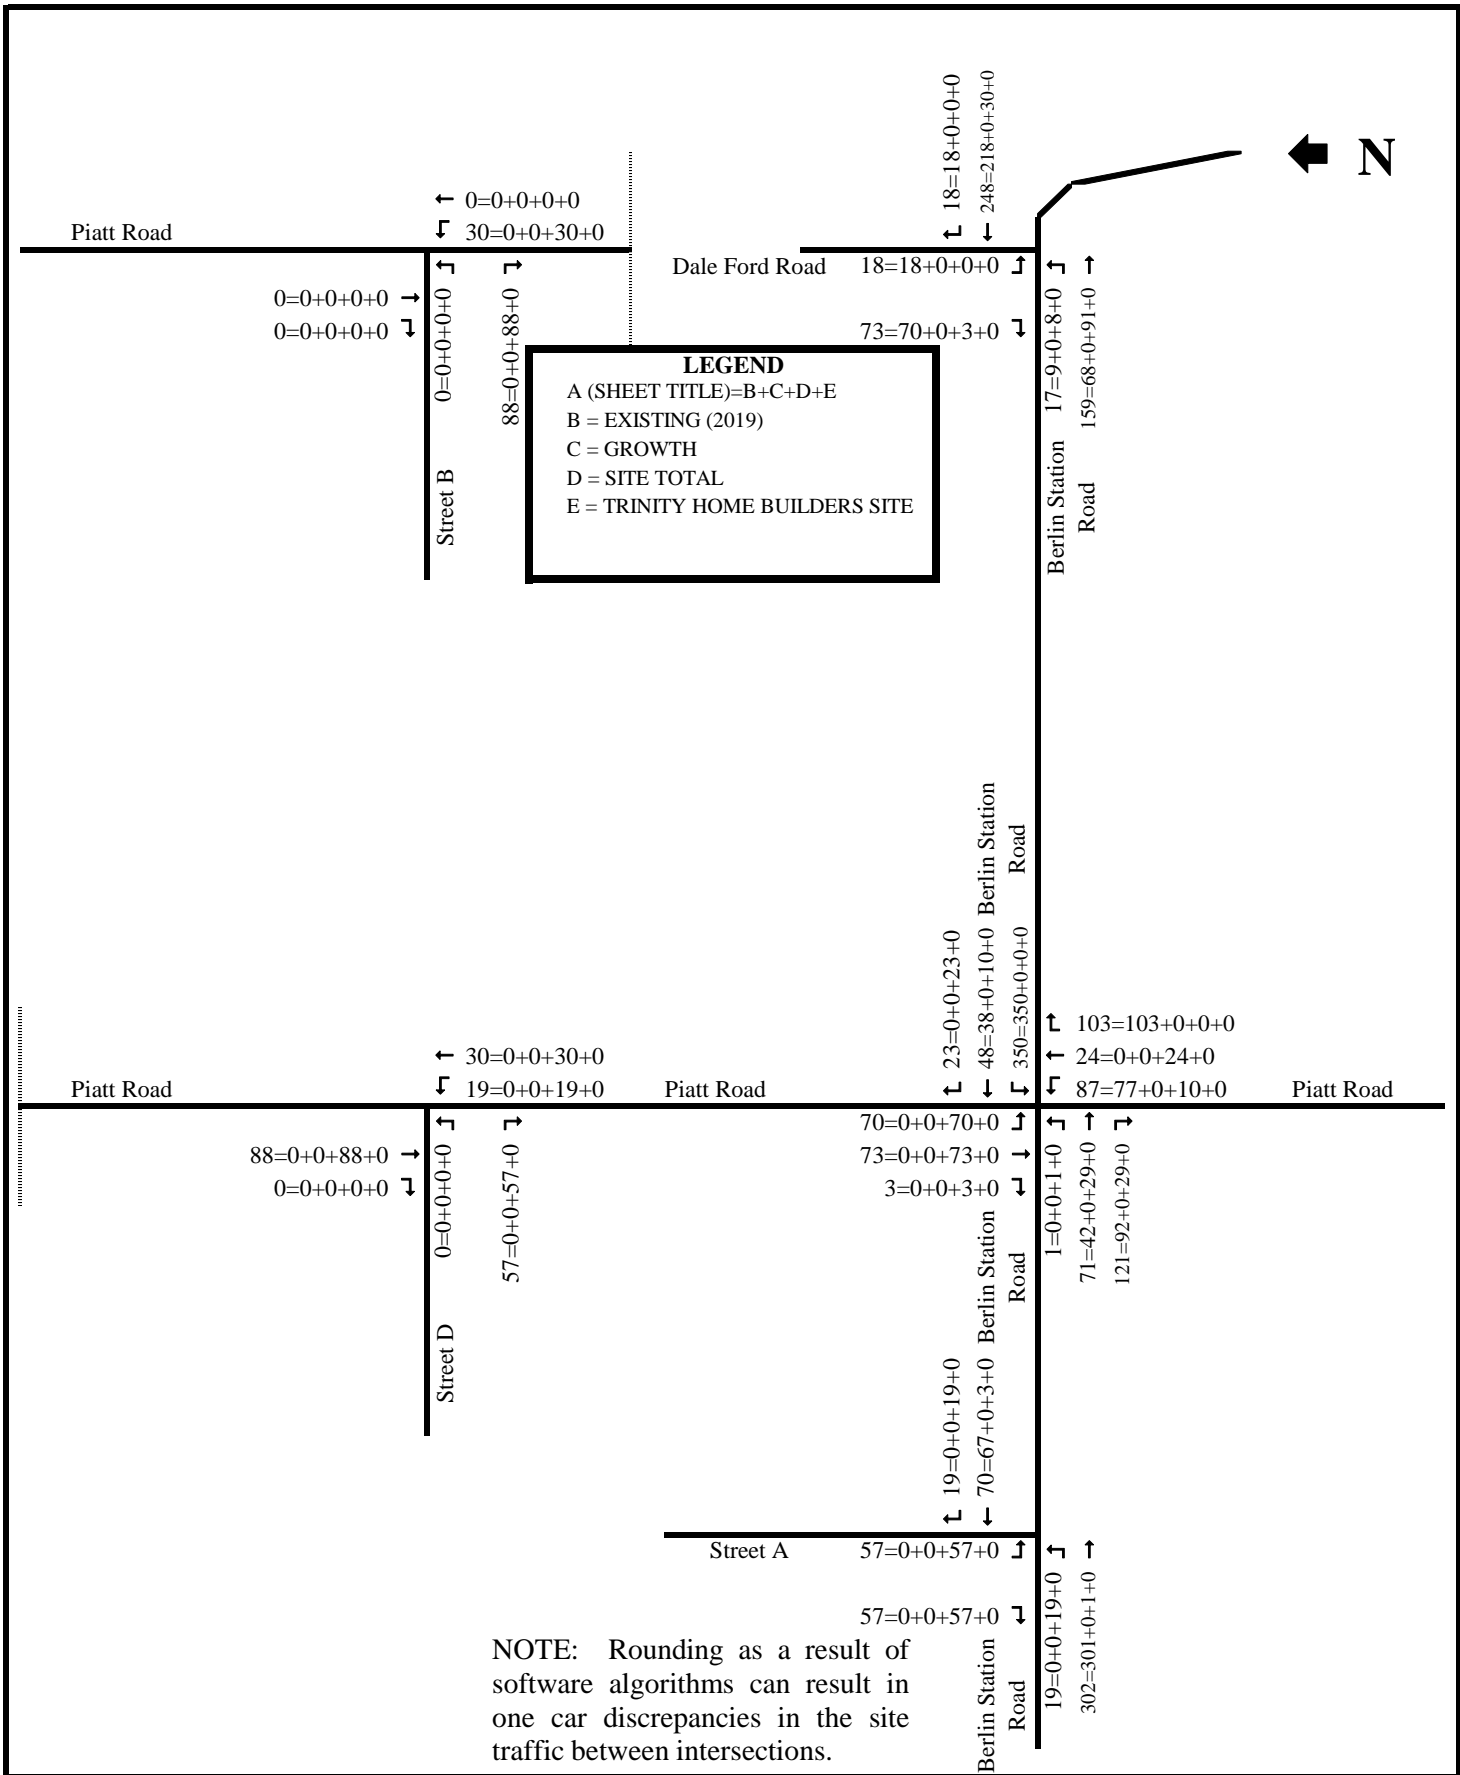 18=18+0+0+0
248=218+0+30+0
N
0=0+0+0+0
30=0+0+30+0
Piatt Road
Dale Ford Road
18=18+0+0+0
0=0+0+0+0
0=0+0+0+0
73=70+0+3+0
0=0+0+0+0
88=0+0+88+0
17=9+0+8+0
159=68+0+91+0
LEGEND
A (SHEET TITLE)=B+C+D+E
B = EXISTING (2019)
C = GROWTH
D = SITE TOTAL
E = TRINITY HOME BUILDERS SITE
Street B
Berlin Station
Road
Berlin Station
Road
23=0+0+23+0
48=38+0+10+0
350=350+0+0+0
103=103+0+0+0
30=0+0+30+0
24=0+0+24+0
Piatt Road
19=0+0+19+0
Piatt Road
87=77+0+10+0
Piatt Road
70=0+0+70+0
88=0+0+88+0
73=0+0+73+0
0=0+0+0+0
3=0+0+3+0
0=0+0+0+0
57=0+0+57+0
1=0+0+1+0
71=42+0+29+0
121=92+0+29+0
Berlin Station
Road
Street D
19=0+0+19+0
70=67+0+3+0
Street A
57=0+0+57+0
57=0+0+57+0
19=0+0+19+0
302=301+0+1+0
Berlin Station
Road
NOTE: Rounding as a result of
software algorithms can result in
one car discrepancies in the site
traffic between intersections.